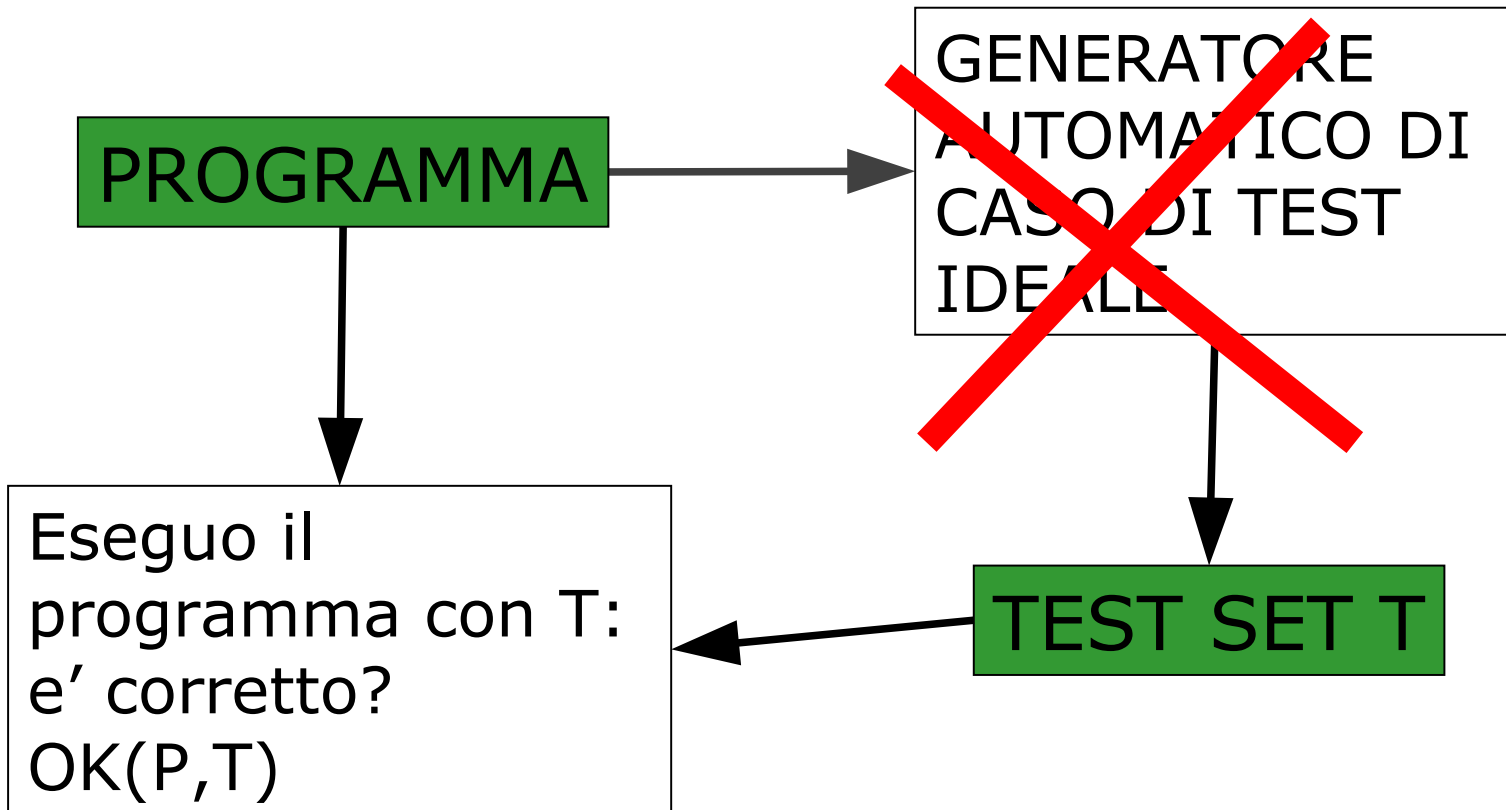 PROGRAMMA
GENERATORE
AUTOMATICO DI
CASO DI TEST
IDEALE
Eseguo il
programma con T:
e’ corretto?
OK(P,T)
TEST SET T